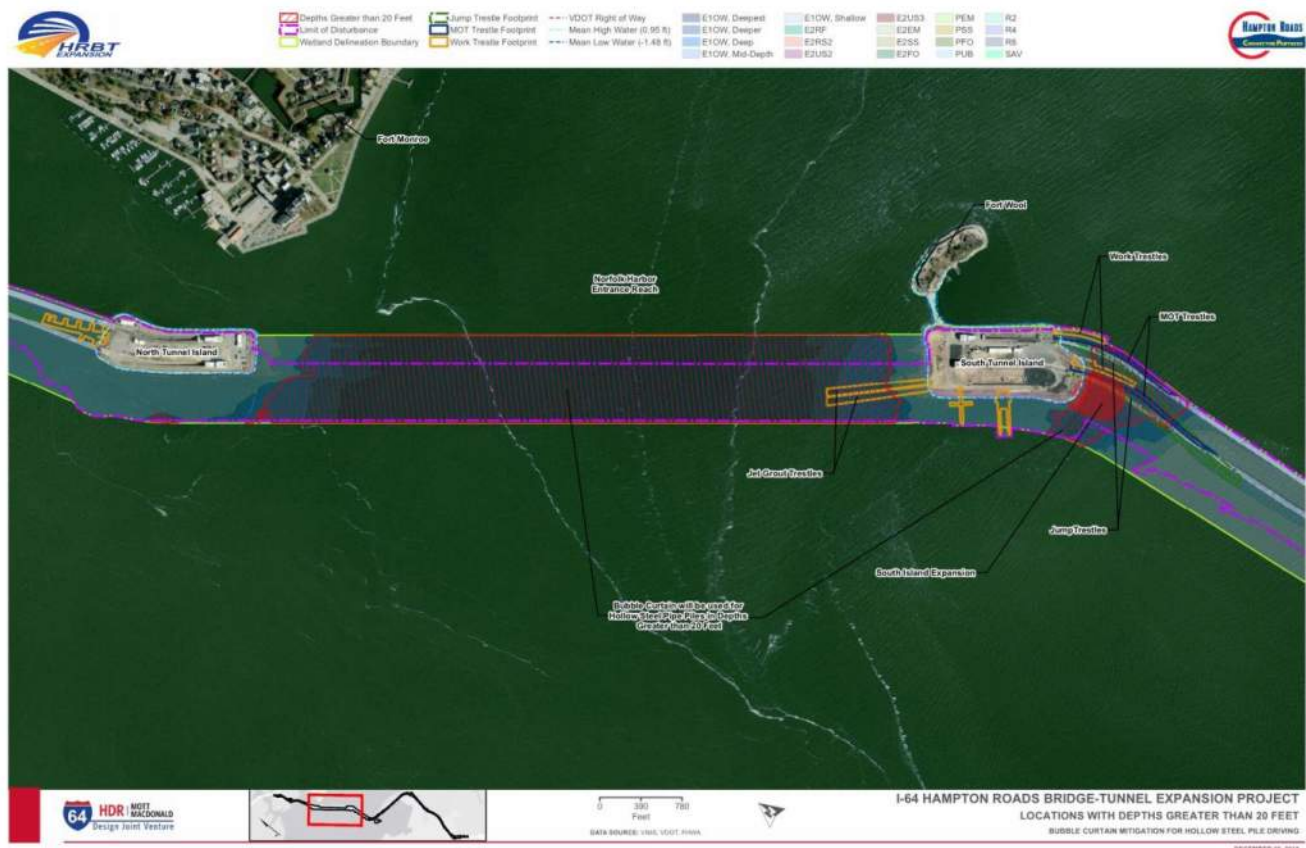 HRBT
EXPANSION
Depths Greater than 20 Feet
Limit of Disturbance
Wetland Delineation Boundary
Jump Trestle Footprint
MOT Trestle Footprint
Work Trestle Footprint
VDOT Right of Way
Mean High Water (0.95 ft)
Mean Low Water (-1.48 ft)
E1OW, Deepest
E1OW, Deeper
E1OW, Deep
E1OW, Mid-Depth
E1OW, Shallow
E2RF
E2RS2
E2US2
E2US3
E2EM
E2SS
E2FO
PEM
PSS
PFO
PUB
R2
R4
SAV
HAMPTON ROADS
CONNECTOR PARTNERS
Fort Monroe
Fort Wool
Norfolk Harbor
Entrance Reach
Work Trestles
MOT Trestles
North Tunnel Island
South Tunnel Island
Jet Grout Trestles
Jump Trestles
South Island Expansion
Bubble Curtain will be used for
Hollow Steel Pipe Piles in Depths
Greater than 20 Feet
64
HDR
MOTT
MACDONALD
Design Joint Venture
0 390 780
Feet
DATA SOURCE: VMRC, VDOT, FHWA
I-64 HAMPTON ROADS BRIDGE-TUNNEL EXPANSION PROJECT
LOCATIONS WITH DEPTHS GREATER THAN 20 FEET
BUBBLE CURTAIN MITIGATION FOR HOLLOW STEEL PILE DRIVING